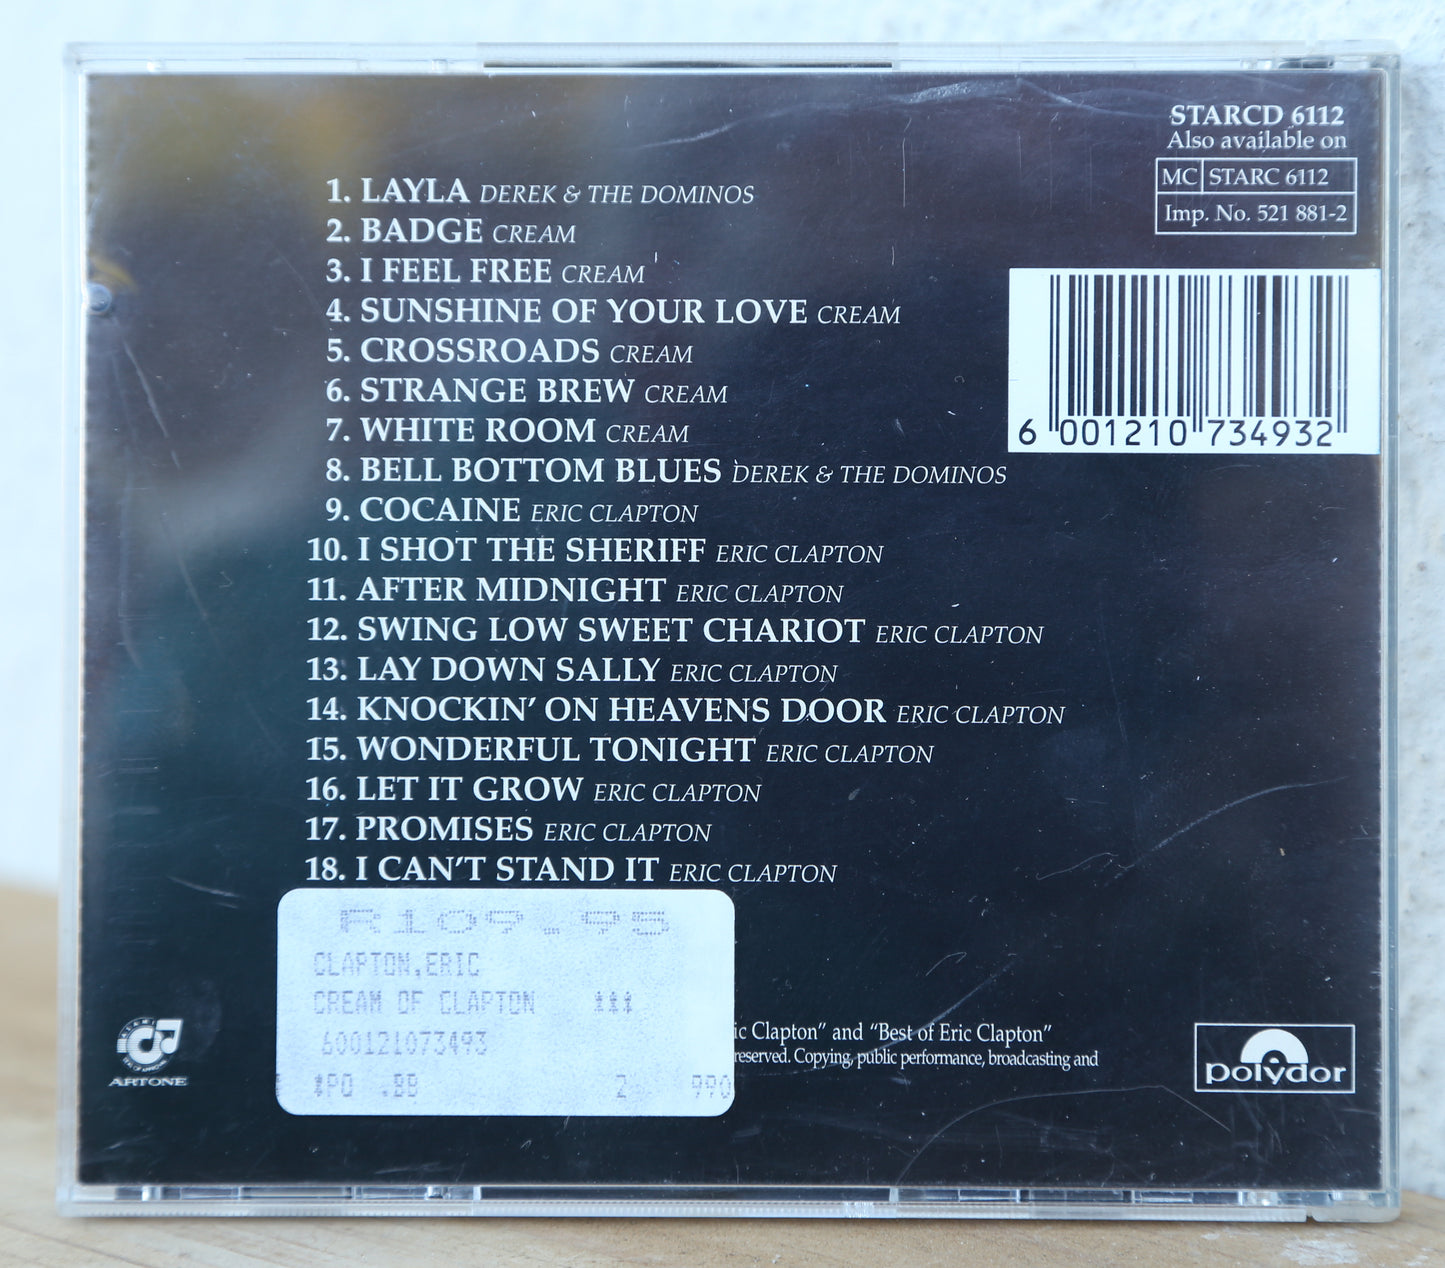 STARCD 6112
Also available on
MC STARC 6112
Imp. No. 521 881-2
6 001210 734932
1. LAYLA DEREK & THE DOMINOS
2. BADGE CREAM
3. I FEEL FREE CREAM
4. SUNSHINE OF YOUR LOVE CREAM
5. CROSSROADS CREAM
6. STRANGE BREW CREAM
7. WHITE ROOM CREAM
8. BELL BOTTOM BLUES DEREK & THE DOMINOS
9. COCAINE ERIC CLAPTON
10. I SHOT THE SHERIFF ERIC CLAPTON
11. AFTER MIDNIGHT ERIC CLAPTON
12. SWING LOW SWEET CHARIOT ERIC CLAPTON
13. LAY DOWN SALLY ERIC CLAPTON
14. KNOCKIN' ON HEAVENS DOOR ERIC CLAPTON
15. WONDERFUL TONIGHT ERIC CLAPTON
16. LET IT GROW ERIC CLAPTON
17. PROMISES ERIC CLAPTON
18. I CAN'T STAND IT ERIC CLAPTON
R109.95
CLAPTON,ERIC
CREAM OF CLAPTON ***
600121073493
*PO .BB 2 990
ic Clapton" and "Best of Eric Clapton"
reserved. Copying, public performance, broadcasting and
ARTONE
polydor